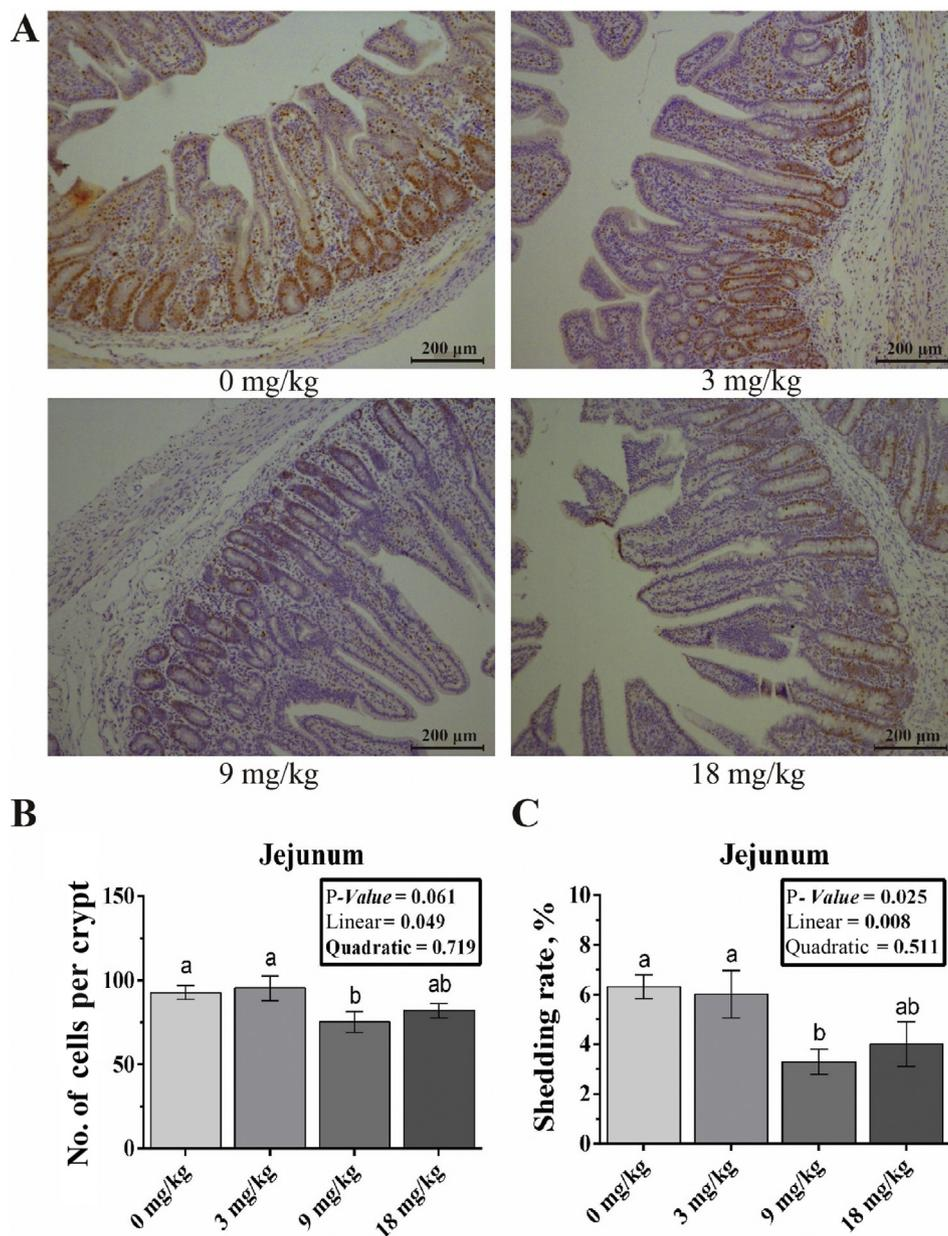 A
200 µm
200 µm
0 mg/kg
3 mg/kg
200 µm
200 µm
9 mg/kg
18 mg/kg
B
Jejunum
No. of cells per crypt
150
100
50
0
P-Value = 0.061
Linear= 0.049
Quadratic = 0.719
a
a
b
ab
0 mg/kg
3 mg/kg
9 mg/kg
18 mg/kg
C
Jejunum
Shedding rate, %
10
8
6
4
2
0
P- Value = 0.025
Linear = 0.008
Quadratic = 0.511
a
a
b
ab
0 mg/kg
3 mg/kg
9 mg/kg
18 mg/kg